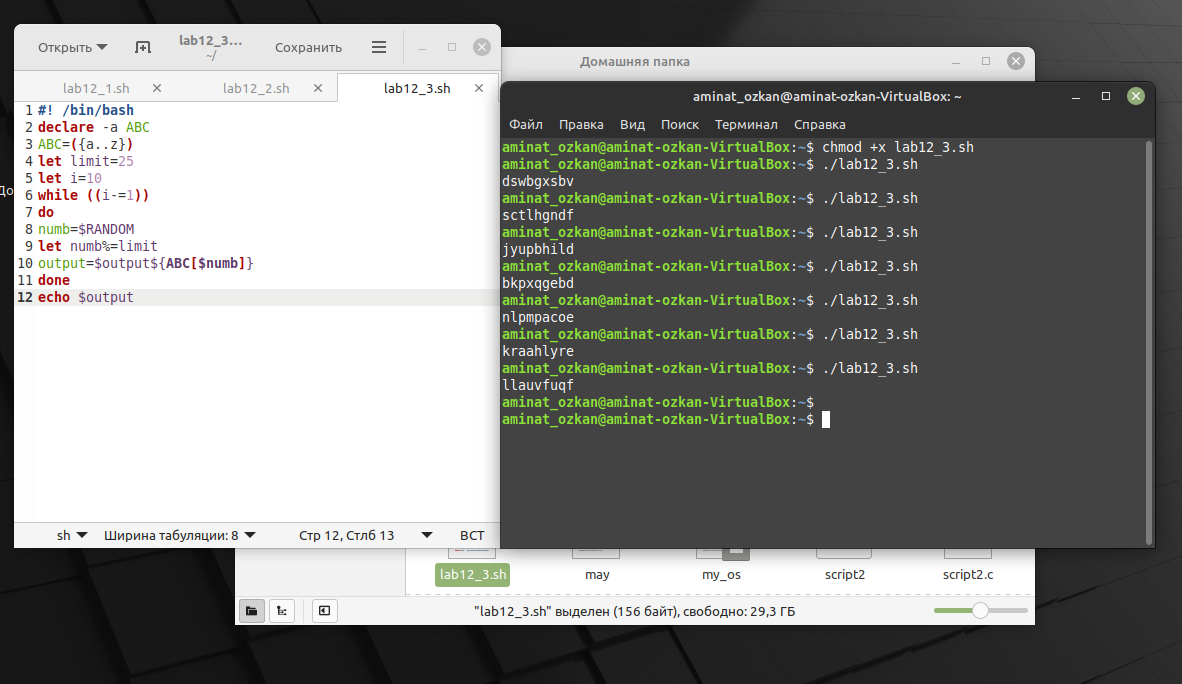 Открыть
lab12_3...
~/
Сохранить
lab12_1.sh
lab12_2.sh
lab12_3.sh
1 #! /bin/bash
2 declare -a ABC
3 ABC=({a..z})
4 let limit=25
5 let i=10
6 while ((i-=1))
7 do
8 numb=$RANDOM
9 let numb%=limit
10 output=$output${ABC[$numb]}
11 done
12 echo $output
sh Ширина табуляции: 8 Стр 12, Стлб 13 ВСТ
До
Домашняя папка
aminat_ozkan@aminat-ozkan-VirtualBox: ~
Файл Правка Вид Поиск Терминал Справка
aminat_ozkan@aminat-ozkan-VirtualBox:~$ chmod +x lab12_3.sh
aminat_ozkan@aminat-ozkan-VirtualBox:~$ ./lab12_3.sh
dswbgxsbv
aminat_ozkan@aminat-ozkan-VirtualBox:~$ ./lab12_3.sh
sctlhgndf
aminat_ozkan@aminat-ozkan-VirtualBox:~$ ./lab12_3.sh
jyupbhild
aminat_ozkan@aminat-ozkan-VirtualBox:~$ ./lab12_3.sh
bkpxqgebd
aminat_ozkan@aminat-ozkan-VirtualBox:~$ ./lab12_3.sh
nlpmpacoe
aminat_ozkan@aminat-ozkan-VirtualBox:~$ ./lab12_3.sh
kraahlyre
aminat_ozkan@aminat-ozkan-VirtualBox:~$ ./lab12_3.sh
llauvfuqf
aminat_ozkan@aminat-ozkan-VirtualBox:~$
aminat_ozkan@aminat-ozkan-VirtualBox:~$
lab12_3.sh may my_os script2 script2.c
"lab12_3.sh" выделен (156 байт), свободно: 29,3 ГБ